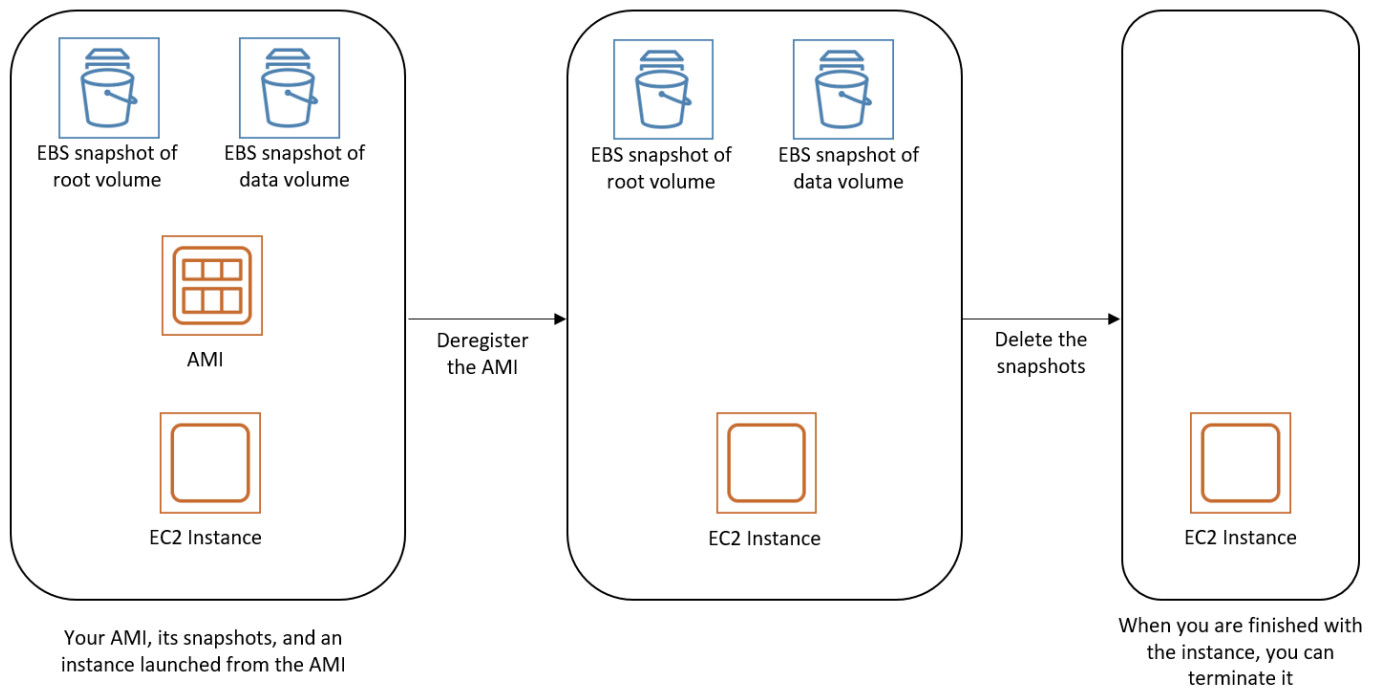 EBS snapshot of
root volume
EBS snapshot of
data volume
AMI
EC2 Instance
Your AMI, its snapshots, and an
instance launched from the AMI
Deregister
the AMI
EBS snapshot of
root volume
EBS snapshot of
data volume
EC2 Instance
Delete the
snapshots
EC2 Instance
When you are finished with
the instance, you can
terminate it